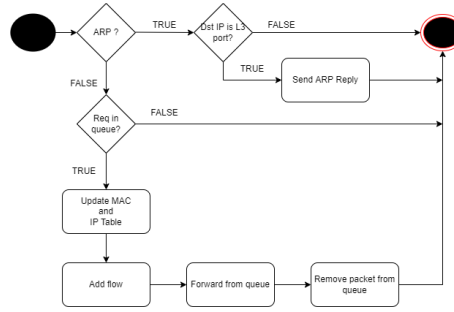 ARP ?
TRUE
Dst IP is L3
port?
FALSE
TRUE
Send ARP Reply
FALSE
Req in
queue?
FALSE
TRUE
Update MAC
and
IP Table
Add flow
Forward from queue
Remove packet from
queue